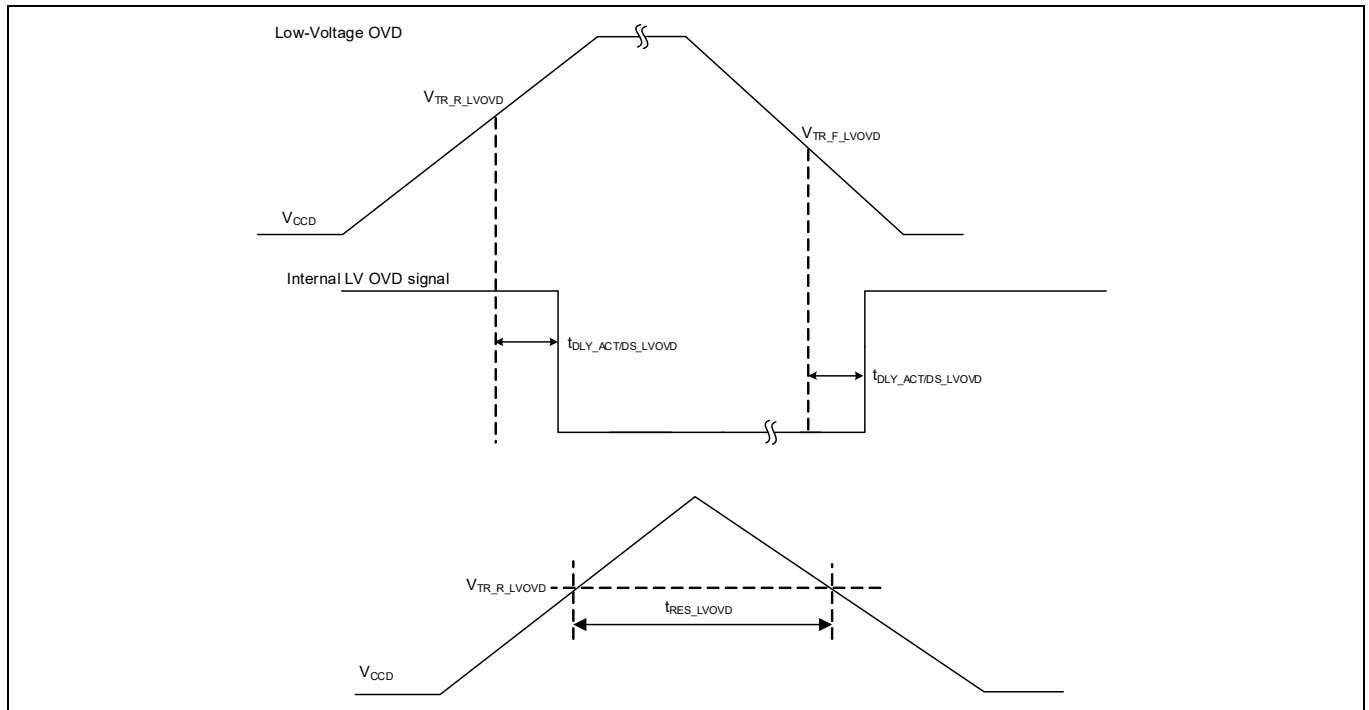 Low-Voltage OVD
VTR_R_LVOVD
VTR_F_LVOVD
VCCD
Internal LV OVD signal
tDLY_ACT/DS_LVOVD
tDLY_ACT/DS_LVOVD
VTR_R_LVOVD
tRES_LVOVD
VCCD